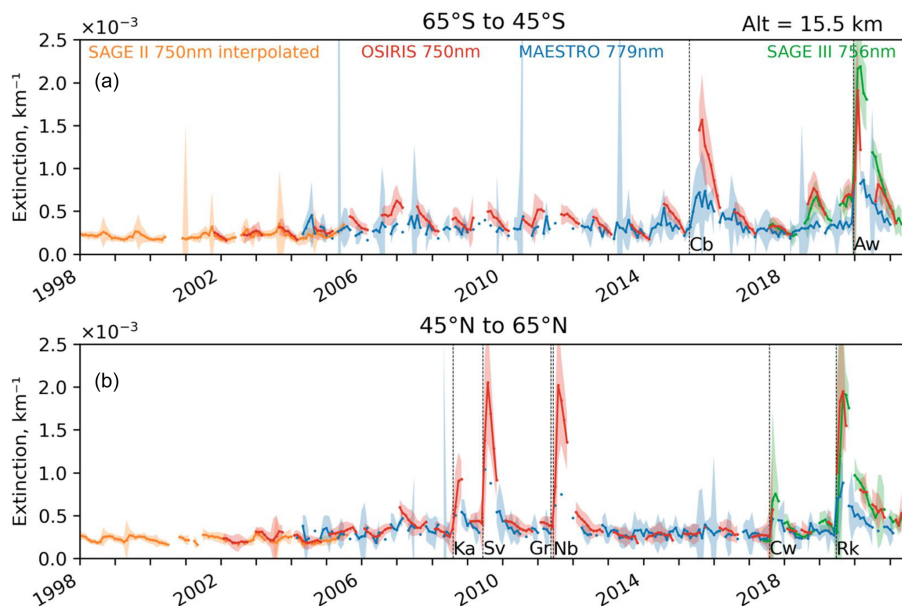 65°S to 45°S
Alt = 15.5 km
×10⁻³
SAGE II 750nm interpolated OSIRIS 750nm MAESTRO 779nm SAGE III 756nm
(a)
Extinction, km⁻¹
2.5
2.0
1.5
1.0
0.5
0.0
Cb Aw
1998 2002 2006 2010 2014 2018
45°N to 65°N
×10⁻³
(b)
Extinction, km⁻¹
2.5
2.0
1.5
1.0
0.5
0.0
Ka Sv Gr Nb Cw Rk
1998 2002 2006 2010 2014 2018